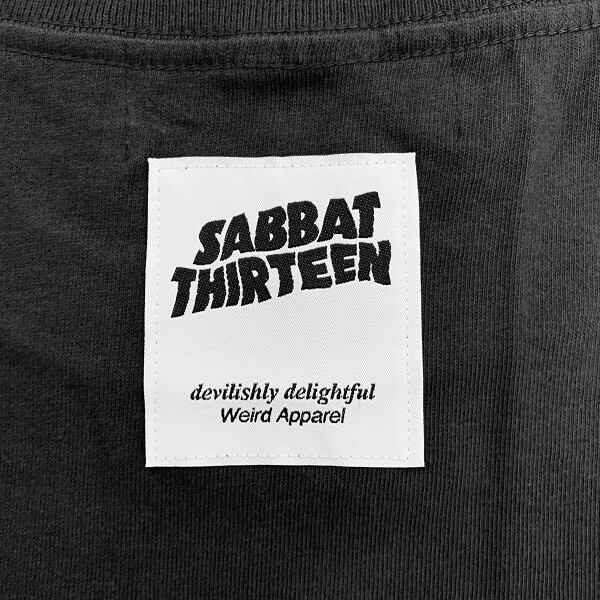 SABBAT
THIRTEEN
devilishly delightful
Weird Apparel